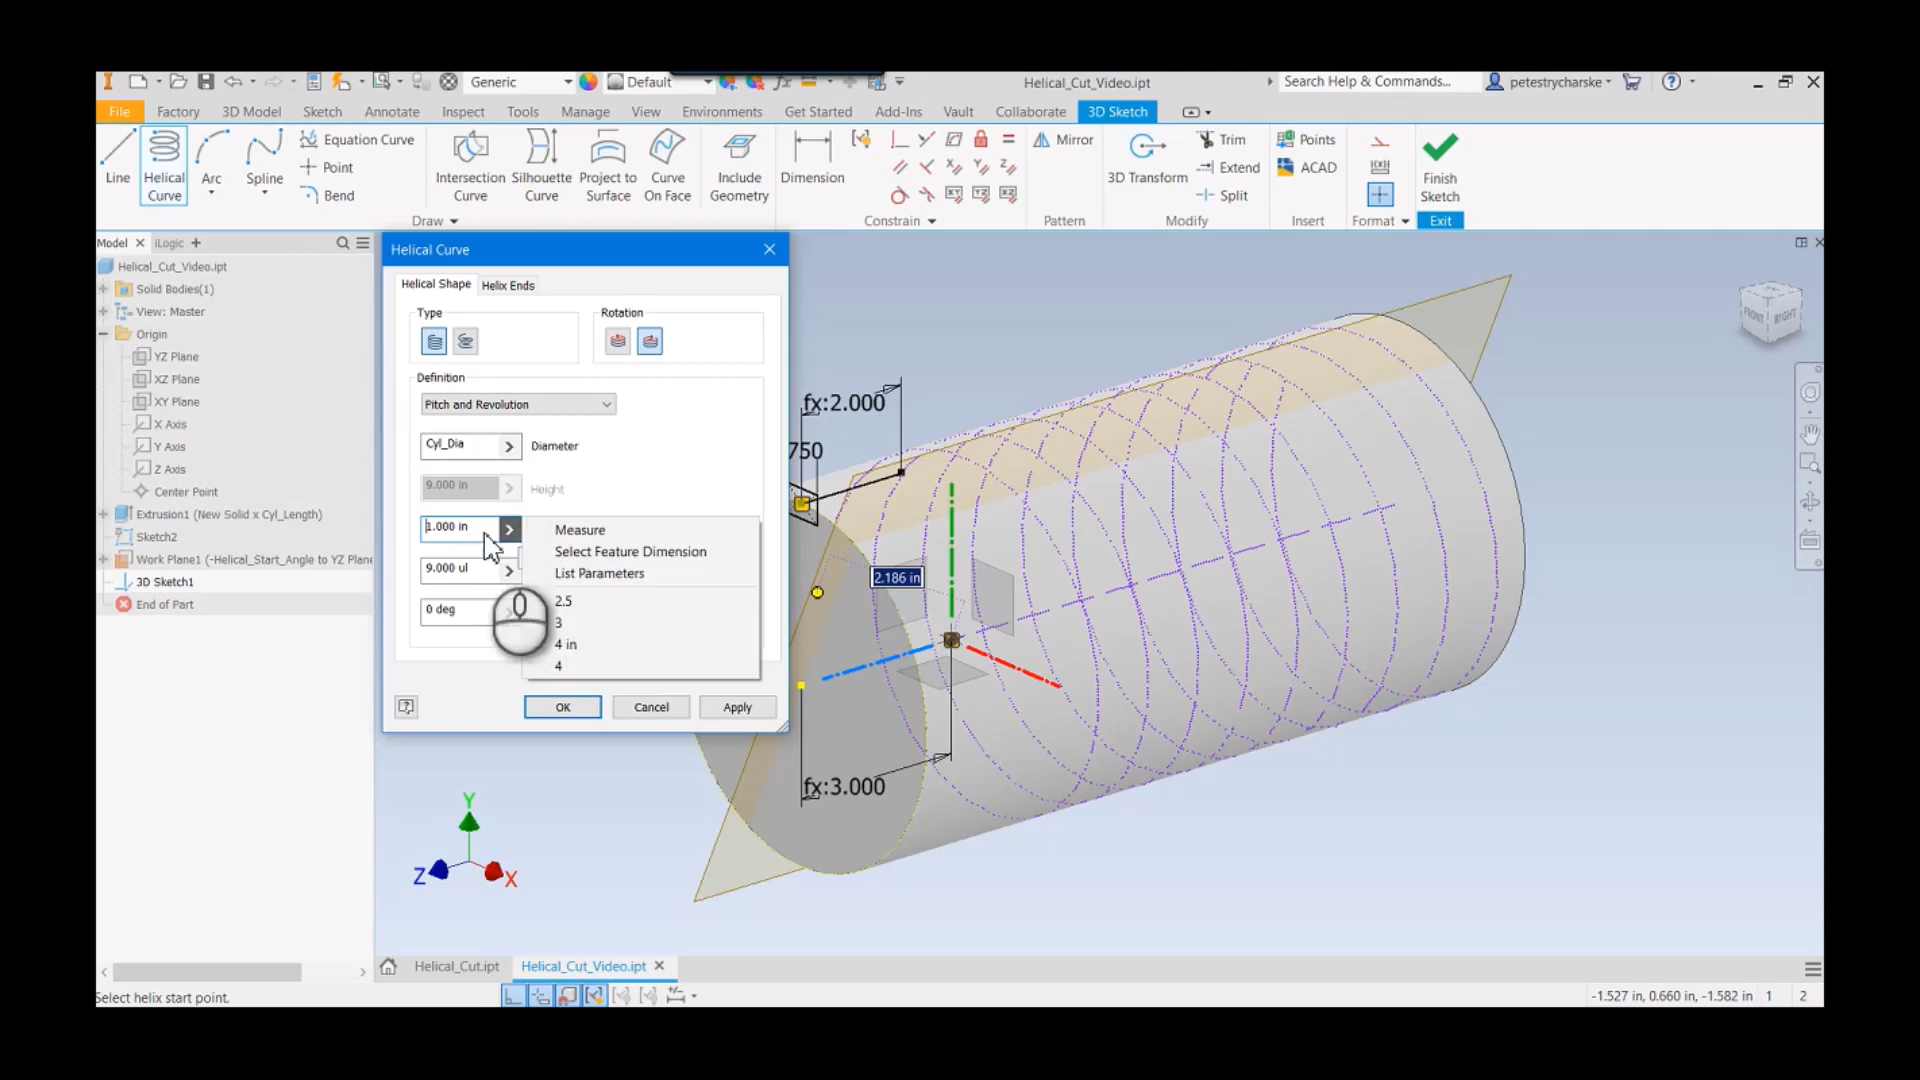 Generic
Default
Helical_Cut_Video.ipt
Search Help & Commands...
petestrycharske
File
Factory
3D Model
Sketch
Annotate
Inspect
Tools
Manage
View
Environments
Get Started
Add-Ins
Vault
Collaborate
3D Sketch
Line
Helical Curve
Arc
Spline
Equation Curve
Point
Bend
Intersection Curve
Silhouette Curve
Project to Surface
Curve On Face
Include Geometry
Dimension
Mirror
3D Transform
Trim
Extend
Split
Points
ACAD
Finish Sketch
Draw
Constrain
Pattern
Modify
Insert
Format
Exit
Model
iLogic
Helical_Cut_Video.ipt
Solid Bodies(1)
View: Master
Origin
YZ Plane
XZ Plane
XY Plane
X Axis
Y Axis
Z Axis
Center Point
Extrusion1 (New Solid x Cyl_Length)
Sketch2
Work Plane1 (-Helical_Start_Angle to YZ Plane
3D Sketch1
End of Part
Helical Curve
Helical Shape
Helix Ends
Type
Rotation
Definition
Pitch and Revolution
Cyl_Dia
Diameter
9.000 in
Height
1.000 in
9.000 ul
0 deg
Measure
Select Feature Dimension
List Parameters
2.5
3
4 in
4
OK
Cancel
Apply
fx:2.000
750
2.186 in
fx:3.000
FRONT
RIGHT
Y
Z
X
Helical_Cut.ipt
Helical_Cut_Video.ipt
Select helix start point.
-1.527 in, 0.660 in, -1.582 in
1
2